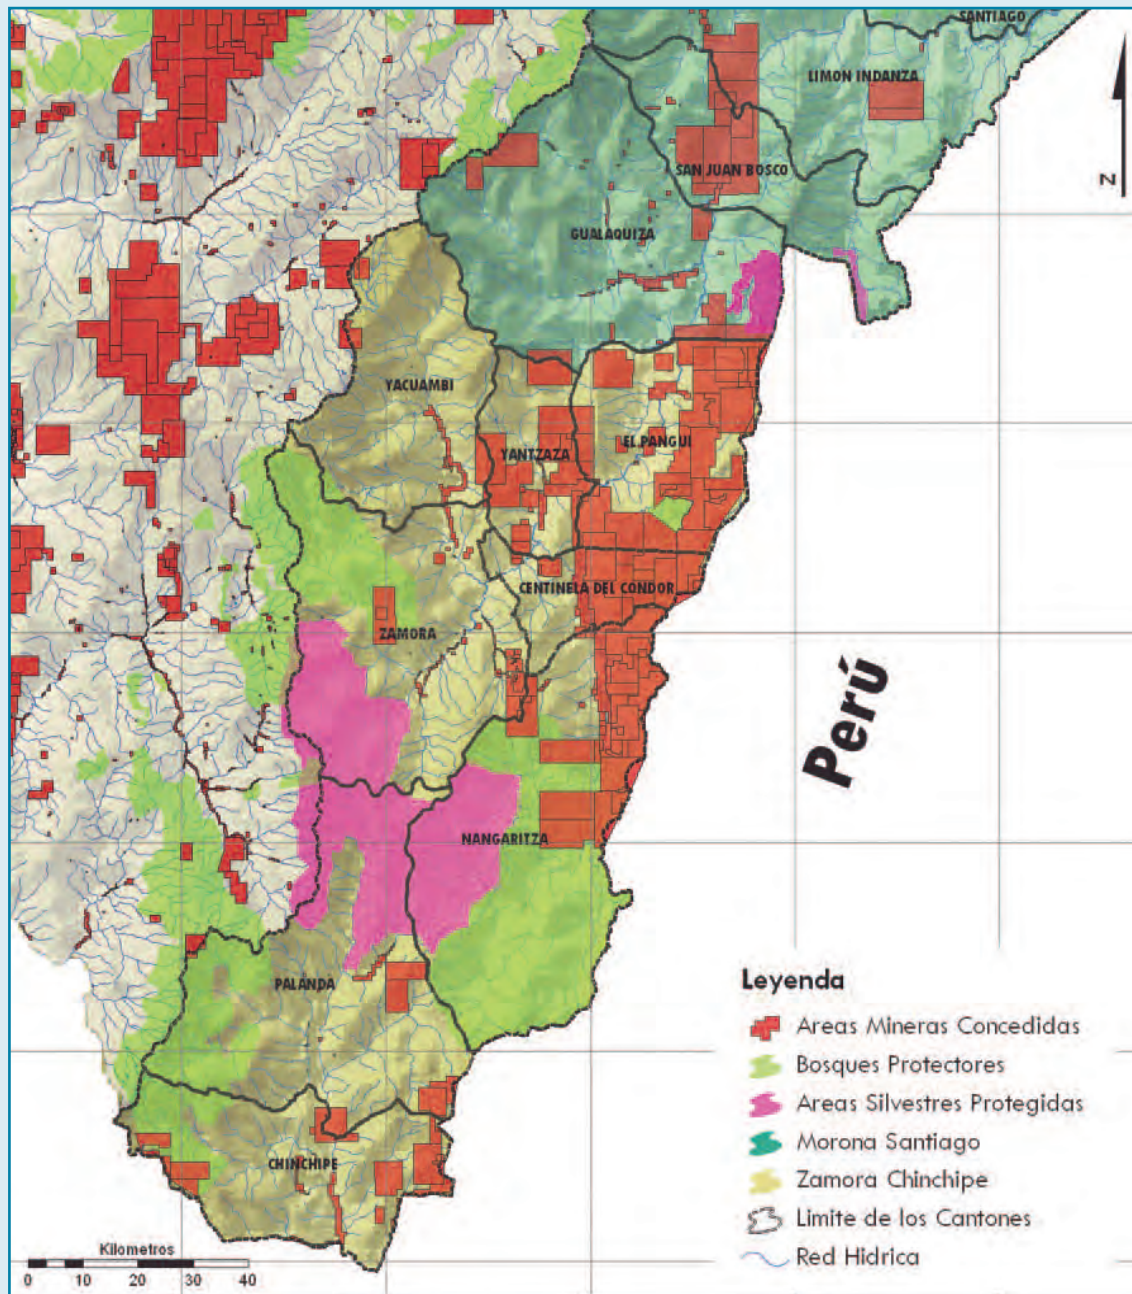 SANTIAGO
LIMON INDANZA
SAN JUAN BOSCO
N
GUALAQUIZA
YACUAMBI
YANTZAZA
EL PANGUI
CENTINELA DEL CONDOR
ZAMORA
Perú
NANGARITZA
PALANDA
CHINCHIPE
Leyenda
Areas Mineras Concedidas
Bosques Protectores
Areas Silvestres Protegidas
Morona Santiago
Zamora Chinchipe
Limite de los Cantones
Red Hidrica
Kilometros
0 10 20 30 40